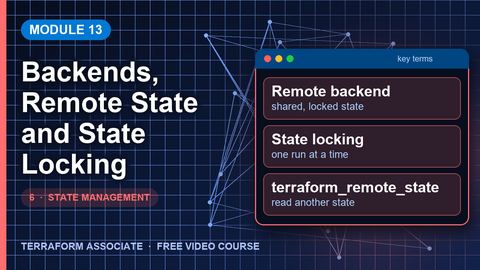 MODULE 13
Backends,
Remote State
and State
Locking
6 · STATE MANAGEMENT
TERRAFORM ASSOCIATE · FREE VIDEO COURSE
key terms
Remote backend
shared, locked state
State locking
one run at a time
terraform_remote_state
read another state